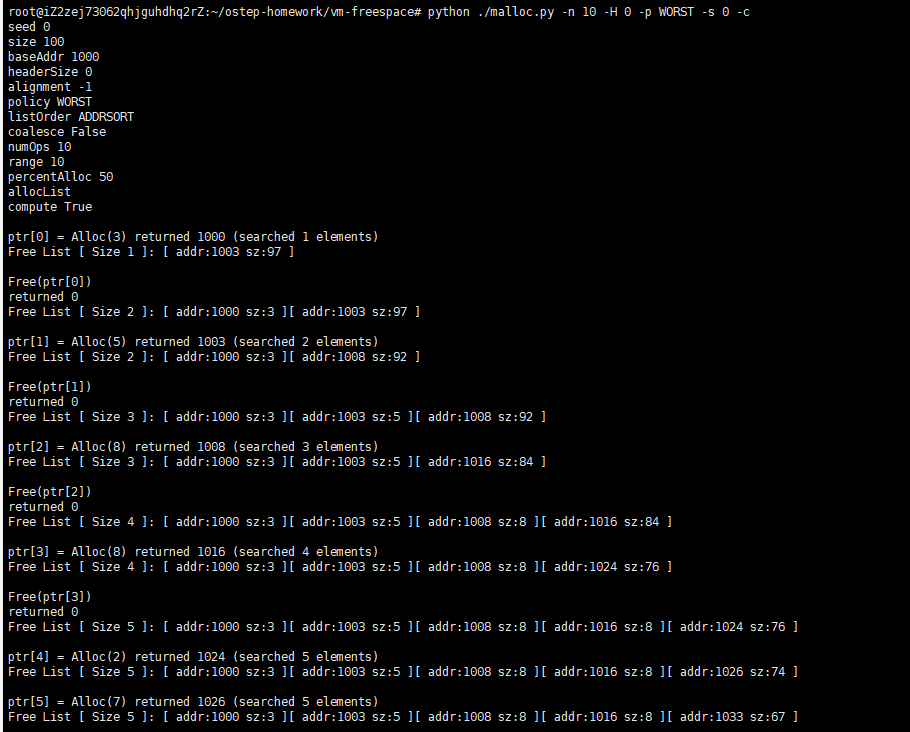 root@iZ2zej73062qhjguhdhq2rZ:~/ostep-homework/vm-freespace# python ./malloc.py -n 10 -H 0 -p WORST -s 0 -c
seed 0
size 100
baseAddr 1000
headerSize 0
alignment -1
policy WORST
listOrder ADDRSORT
coalesce False
numOps 10
range 10
percentAlloc 50
allocList
compute True
ptr[0] = Alloc(3) returned 1000 (searched 1 elements)
Free List [ Size 1 ]: [ addr:1003 sz:97 ]
Free(ptr[0])
returned 0
Free List [ Size 2 ]: [ addr:1000 sz:3 ][ addr:1003 sz:97 ]
ptr[1] = Alloc(5) returned 1003 (searched 2 elements)
Free List [ Size 2 ]: [ addr:1000 sz:3 ][ addr:1008 sz:92 ]
Free(ptr[1])
returned 0
Free List [ Size 3 ]: [ addr:1000 sz:3 ][ addr:1003 sz:5 ][ addr:1008 sz:92 ]
ptr[2] = Alloc(8) returned 1008 (searched 3 elements)
Free List [ Size 3 ]: [ addr:1000 sz:3 ][ addr:1003 sz:5 ][ addr:1016 sz:84 ]
Free(ptr[2])
returned 0
Free List [ Size 4 ]: [ addr:1000 sz:3 ][ addr:1003 sz:5 ][ addr:1008 sz:8 ][ addr:1016 sz:84 ]
ptr[3] = Alloc(8) returned 1016 (searched 4 elements)
Free List [ Size 4 ]: [ addr:1000 sz:3 ][ addr:1003 sz:5 ][ addr:1008 sz:8 ][ addr:1024 sz:76 ]
Free(ptr[3])
returned 0
Free List [ Size 5 ]: [ addr:1000 sz:3 ][ addr:1003 sz:5 ][ addr:1008 sz:8 ][ addr:1016 sz:8 ][ addr:1024 sz:76 ]
ptr[4] = Alloc(2) returned 1024 (searched 5 elements)
Free List [ Size 5 ]: [ addr:1000 sz:3 ][ addr:1003 sz:5 ][ addr:1008 sz:8 ][ addr:1016 sz:8 ][ addr:1026 sz:74 ]
ptr[5] = Alloc(7) returned 1026 (searched 5 elements)
Free List [ Size 5 ]: [ addr:1000 sz:3 ][ addr:1003 sz:5 ][ addr:1008 sz:8 ][ addr:1016 sz:8 ][ addr:1033 sz:67 ]